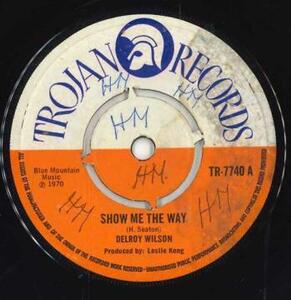 TROJAN RECORDS
HM
HM
HM
HM
HM.
HM
HM
Blue Mountain
Music
℗ 1970
TR-7740 A
SHOW ME THE WAY
(H. Seaton)
DELROY WILSON
Produced by: Leslie Kong